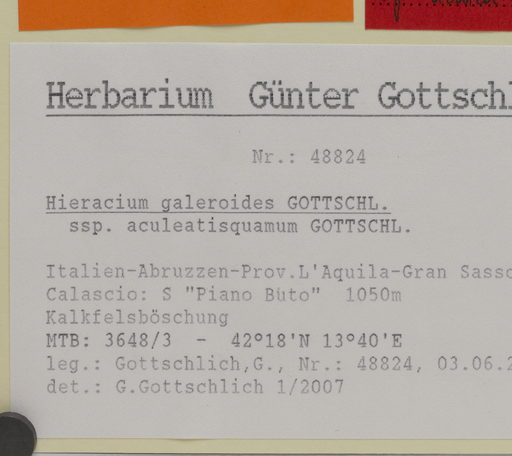 Herbarium Günter Gottschl
Nr.: 48824
Hieracium galeroides GOTTSCHL.
ssp. aculeatisquamum GOTTSCHL.
Italien-Abruzzen-Prov.L'Aquila-Gran Sasso
Calascio: S "Piano Buto" 1050m
Kalkfelsböschung
MTB: 3648/3 - 42°18'N 13°40'E
leg.: Gottschlich,G., Nr.: 48824, 03.06.2
det.: G.Gottschlich 1/2007